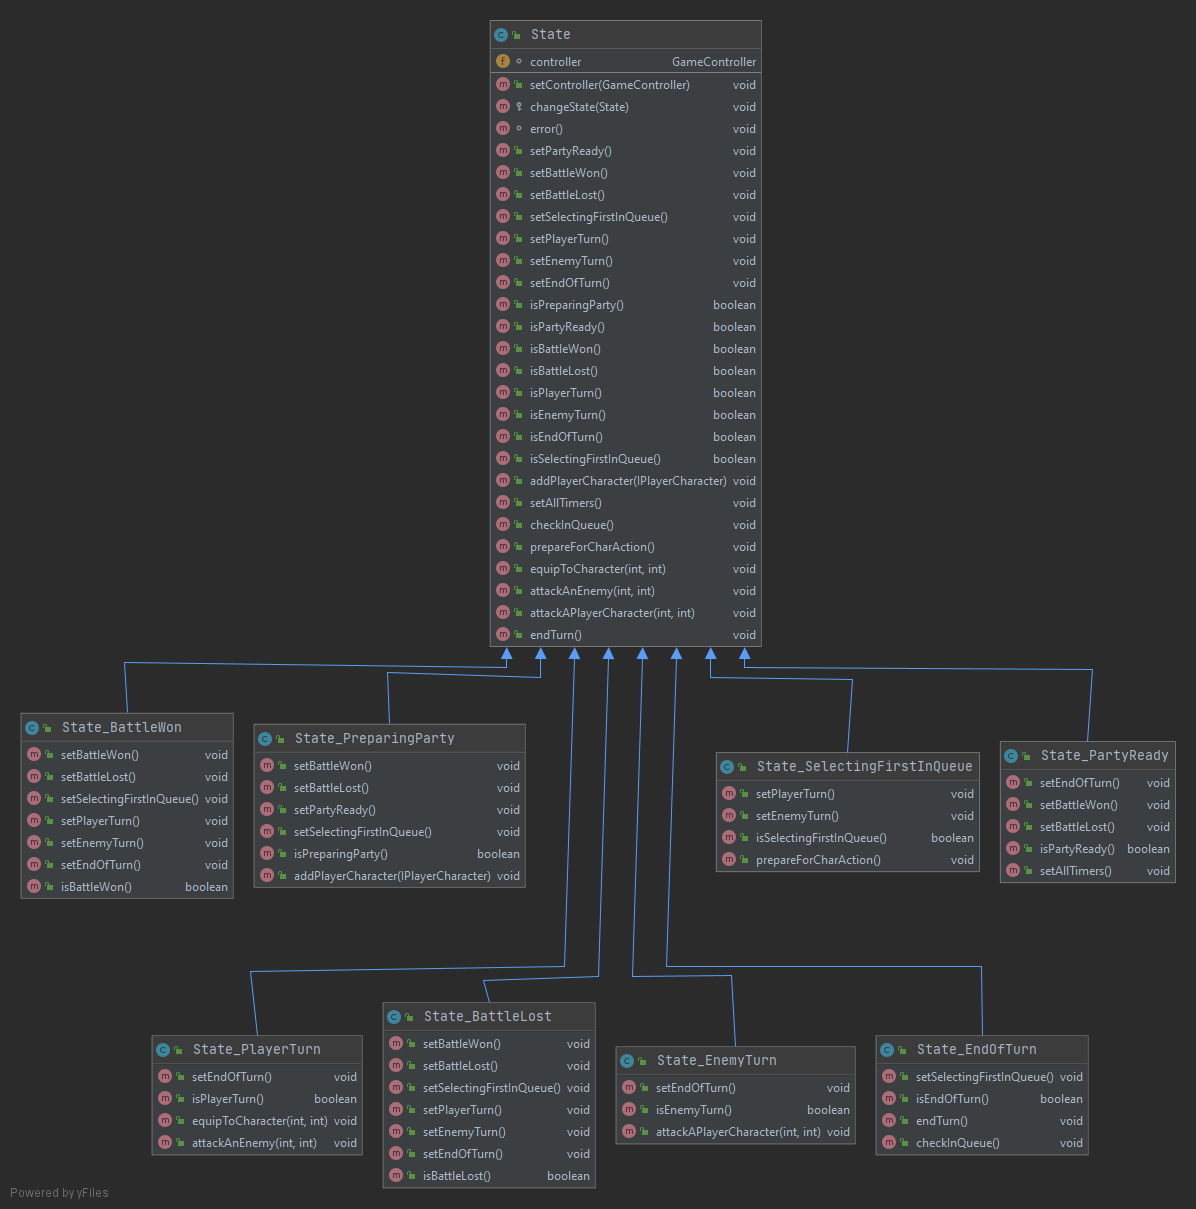 State
controller GameController
setController(GameController) void
changeState(State) void
error() void
setPartyReady() void
setBattleWon() void
setBattleLost() void
setSelectingFirstInQueue() void
setPlayerTurn() void
setEnemyTurn() void
setEndOfTurn() void
isPreparingParty() boolean
isPartyReady() boolean
isBattleWon() boolean
isBattleLost() boolean
isPlayerTurn() boolean
isEnemyTurn() boolean
isEndOfTurn() boolean
isSelectingFirstInQueue() boolean
addPlayerCharacter(IPlayerCharacter) void
setAllTimers() void
checkInQueue() void
prepareForCharAction() void
equipToCharacter(int, int) void
attackAnEnemy(int, int) void
attackAPlayerCharacter(int, int) void
endTurn() void
State_BattleWon
setBattleWon() void
setBattleLost() void
setSelectingFirstInQueue() void
setPlayerTurn() void
setEnemyTurn() void
setEndOfTurn() void
isBattleWon() boolean
State_PreparingParty
setBattleWon() void
setBattleLost() void
setPartyReady() void
setSelectingFirstInQueue() void
isPreparingParty() boolean
addPlayerCharacter(IPlayerCharacter) void
State_SelectingFirstInQueue
setPlayerTurn() void
setEnemyTurn() void
isSelectingFirstInQueue() boolean
prepareForCharAction() void
State_PartyReady
setEndOfTurn() void
setBattleWon() void
setBattleLost() void
isPartyReady() boolean
setAllTimers() void
State_PlayerTurn
setEndOfTurn() void
isPlayerTurn() boolean
equipToCharacter(int, int) void
attackAnEnemy(int, int) void
State_BattleLost
setBattleWon() void
setBattleLost() void
setSelectingFirstInQueue() void
setPlayerTurn() void
setEnemyTurn() void
setEndOfTurn() void
isBattleLost() boolean
State_EnemyTurn
setEndOfTurn() void
isEnemyTurn() boolean
attackAPlayerCharacter(int, int) void
State_EndOfTurn
setSelectingFirstInQueue() void
isEndOfTurn() boolean
endTurn() void
checkInQueue() void
Powered by yFiles